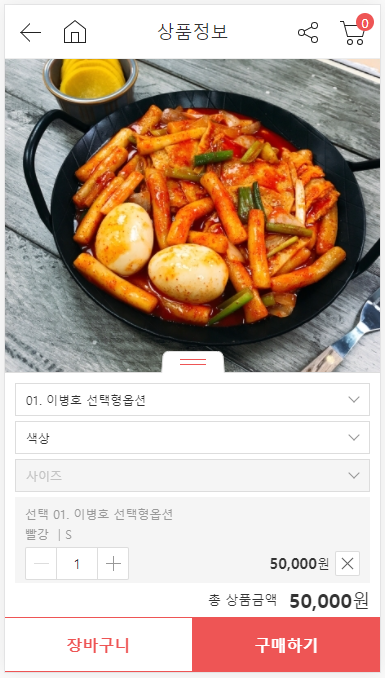 상품정보
0
01. 이병호 선택형옵션
색상
사이즈
선택 01. 이병호 선택형옵션
빨강 | S
1
50,000원
총 상품금액 50,000원
장바구니
구매하기